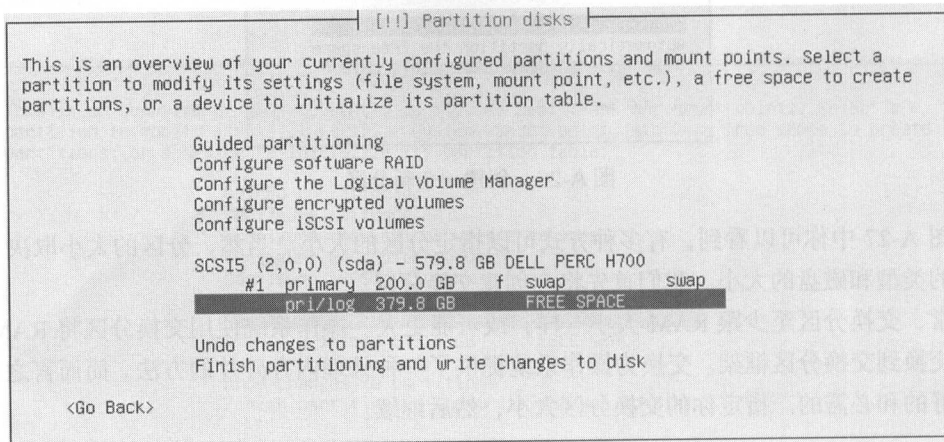 [!!] Partition disks
This is an overview of your currently configured partitions and mount points. Select a
partition to modify its settings (file system, mount point, etc.), a free space to create
partitions, or a device to initialize its partition table.
Guided partitioning
Configure software RAID
Configure the Logical Volume Manager
Configure encrypted volumes
Configure iSCSI volumes
SCSI5 (2,0,0) (sda) - 579.8 GB DELL PERC H700
#1 primary 200.0 GB f swap swap
pri/log 379.8 GB FREE SPACE
Undo changes to partitions
Finish partitioning and write changes to disk
<Go Back>